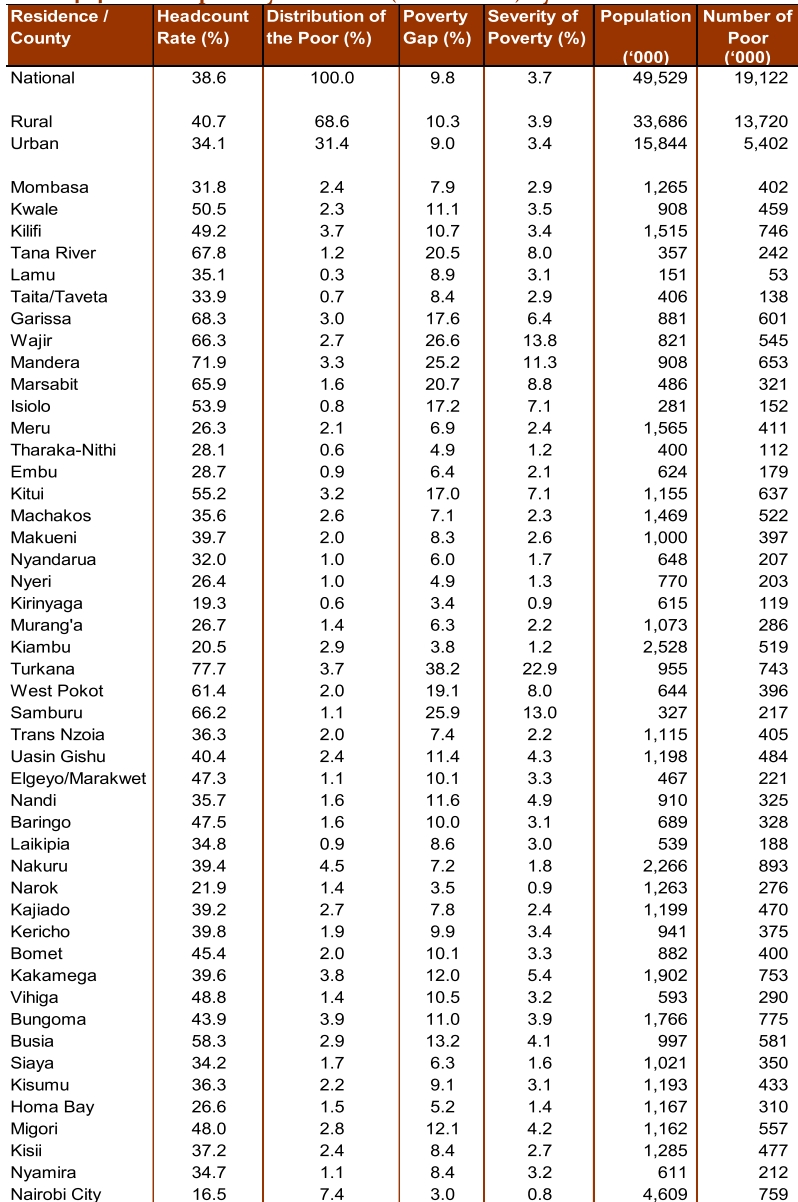 Residence / County Headcount Rate (%) Distribution of the Poor (%) Poverty Gap (%) Severity of Poverty (%) Population (‘000) Number of Poor (‘000)
National 38.6 100.0 9.8 3.7 49,529 19,122
Rural 40.7 68.6 10.3 3.9 33,686 13,720
Urban 34.1 31.4 9.0 3.4 15,844 5,402
Mombasa 31.8 2.4 7.9 2.9 1,265 402
Kwale 50.5 2.3 11.1 3.5 908 459
Kilifi 49.2 3.7 10.7 3.4 1,515 746
Tana River 67.8 1.2 20.5 8.0 357 242
Lamu 35.1 0.3 8.9 3.1 151 53
Taita/Taveta 33.9 0.7 8.4 2.9 406 138
Garissa 68.3 3.0 17.6 6.4 881 601
Wajir 66.3 2.7 26.6 13.8 821 545
Mandera 71.9 3.3 25.2 11.3 908 653
Marsabit 65.9 1.6 20.7 8.8 486 321
Isiolo 53.9 0.8 17.2 7.1 281 152
Meru 26.3 2.1 6.9 2.4 1,565 411
Tharaka-Nithi 28.1 0.6 4.9 1.2 400 112
Embu 28.7 0.9 6.4 2.1 624 179
Kitui 55.2 3.2 17.0 7.1 1,155 637
Machakos 35.6 2.6 7.1 2.3 1,469 522
Makueni 39.7 2.0 8.3 2.6 1,000 397
Nyandarua 32.0 1.0 6.0 1.7 648 207
Nyeri 26.4 1.0 4.9 1.3 770 203
Kirinyaga 19.3 0.6 3.4 0.9 615 119
Murang'a 26.7 1.4 6.3 2.2 1,073 286
Kiambu 20.5 2.9 3.8 1.2 2,528 519
Turkana 77.7 3.7 38.2 22.9 955 743
West Pokot 61.4 2.0 19.1 8.0 644 396
Samburu 66.2 1.1 25.9 13.0 327 217
Trans Nzoia 36.3 2.0 7.4 2.2 1,115 405
Uasin Gishu 40.4 2.4 11.4 4.3 1,198 484
Elgeyo/Marakwet 47.3 1.1 10.1 3.3 467 221
Nandi 35.7 1.6 11.6 4.9 910 325
Baringo 47.5 1.6 10.0 3.1 689 328
Laikipia 34.8 0.9 8.6 3.0 539 188
Nakuru 39.4 4.5 7.2 1.8 2,266 893
Narok 21.9 1.4 3.5 0.9 1,263 276
Kajiado 39.2 2.7 7.8 2.4 1,199 470
Kericho 39.8 1.9 9.9 3.4 941 375
Bomet 45.4 2.0 10.1 3.3 882 400
Kakamega 39.6 3.8 12.0 5.4 1,902 753
Vihiga 48.8 1.4 10.5 3.2 593 290
Bungoma 43.9 3.9 11.0 3.9 1,766 775
Busia 58.3 2.9 13.2 4.1 997 581
Siaya 34.2 1.7 6.3 1.6 1,021 350
Kisumu 36.3 2.2 9.1 3.1 1,193 433
Homa Bay 26.6 1.5 5.2 1.4 1,167 310
Migori 48.0 2.8 12.1 4.2 1,162 557
Kisii 37.2 2.4 8.4 2.7 1,285 477
Nyamira 34.7 1.1 8.4 3.2 611 212
Nairobi City 16.5 7.4 3.0 0.8 4,609 759